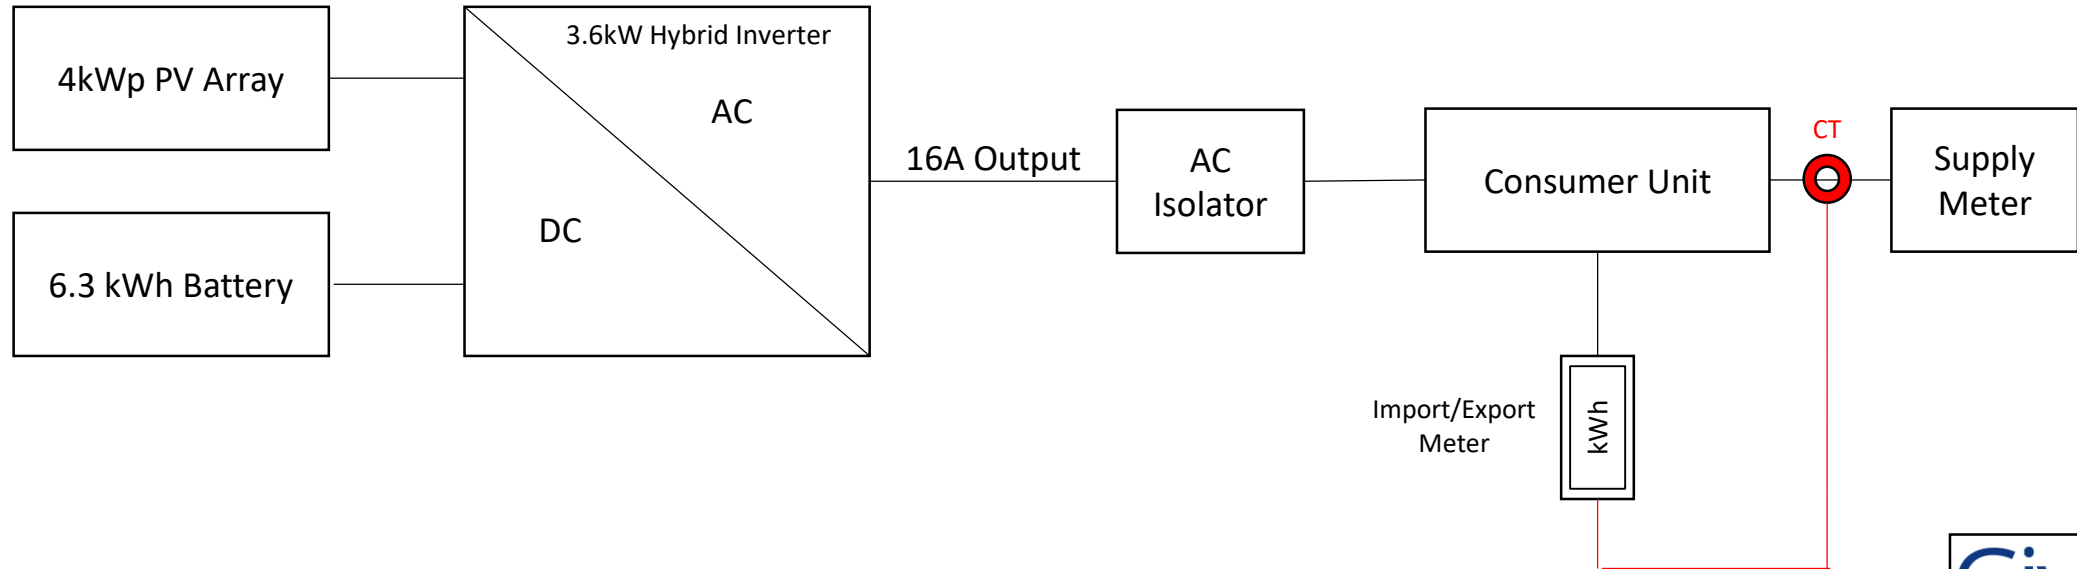 4kWp PV Array
3.6kW Hybrid Inverter
AC
DC
6.3 kWh Battery
16A Output
AC
Isolator
Consumer Unit
CT
Supply
Meter
Import/Export
Meter
kWh